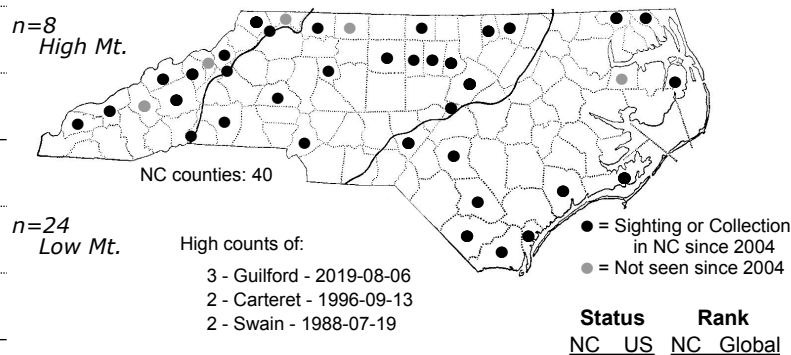 n=8
High Mt.
NC counties: 40
n=24
Low Mt.
High counts of:
3 - Guilford - 2019-08-06
2 - Carteret - 1996-09-13
2 - Swain - 1988-07-19
= Sighting or Collection
in NC since 2004
= Not seen since 2004
Status Rank
NC US NC Global